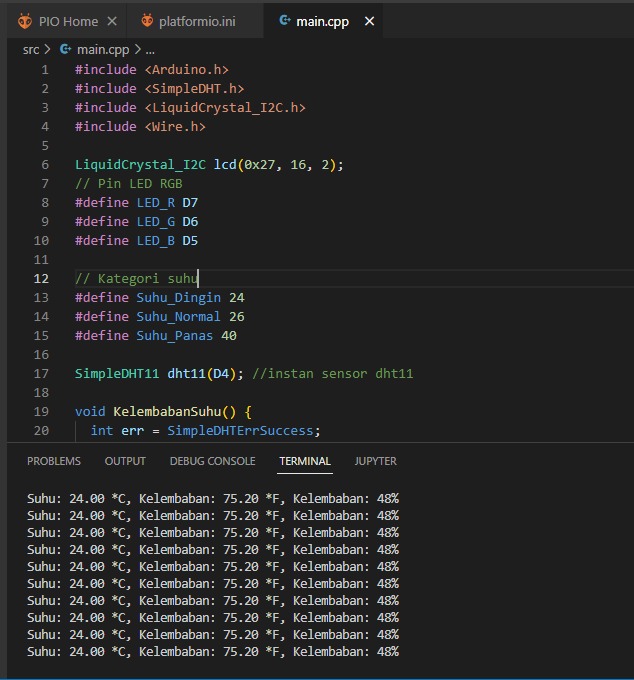 PIO Home platformio.ini main.cpp
src > main.cpp > ...
1 #include <Arduino.h>
2 #include <SimpleDHT.h>
3 #include <LiquidCrystal_I2C.h>
4 #include <Wire.h>
5
6 LiquidCrystal_I2C lcd(0x27, 16, 2);
7 // Pin LED RGB
8 #define LED_R D7
9 #define LED_G D6
10 #define LED_B D5
11
12 // Kategori suhu
13 #define Suhu_Dingin 24
14 #define Suhu_Normal 26
15 #define Suhu_Panas 40
16
17 SimpleDHT11 dht11(D4); //instan sensor dht11
18
19 void KelembabanSuhu() {
20 int err = SimpleDHTErrSuccess;
PROBLEMS OUTPUT DEBUG CONSOLE TERMINAL JUPYTER
Suhu: 24.00 *C, Kelembaban: 75.20 *F, Kelembaban: 48%
Suhu: 24.00 *C, Kelembaban: 75.20 *F, Kelembaban: 48%
Suhu: 24.00 *C, Kelembaban: 75.20 *F, Kelembaban: 48%
Suhu: 24.00 *C, Kelembaban: 75.20 *F, Kelembaban: 48%
Suhu: 24.00 *C, Kelembaban: 75.20 *F, Kelembaban: 48%
Suhu: 24.00 *C, Kelembaban: 75.20 *F, Kelembaban: 48%
Suhu: 24.00 *C, Kelembaban: 75.20 *F, Kelembaban: 48%
Suhu: 24.00 *C, Kelembaban: 75.20 *F, Kelembaban: 48%
Suhu: 24.00 *C, Kelembaban: 75.20 *F, Kelembaban: 48%
Suhu: 24.00 *C, Kelembaban: 75.20 *F, Kelembaban: 48%